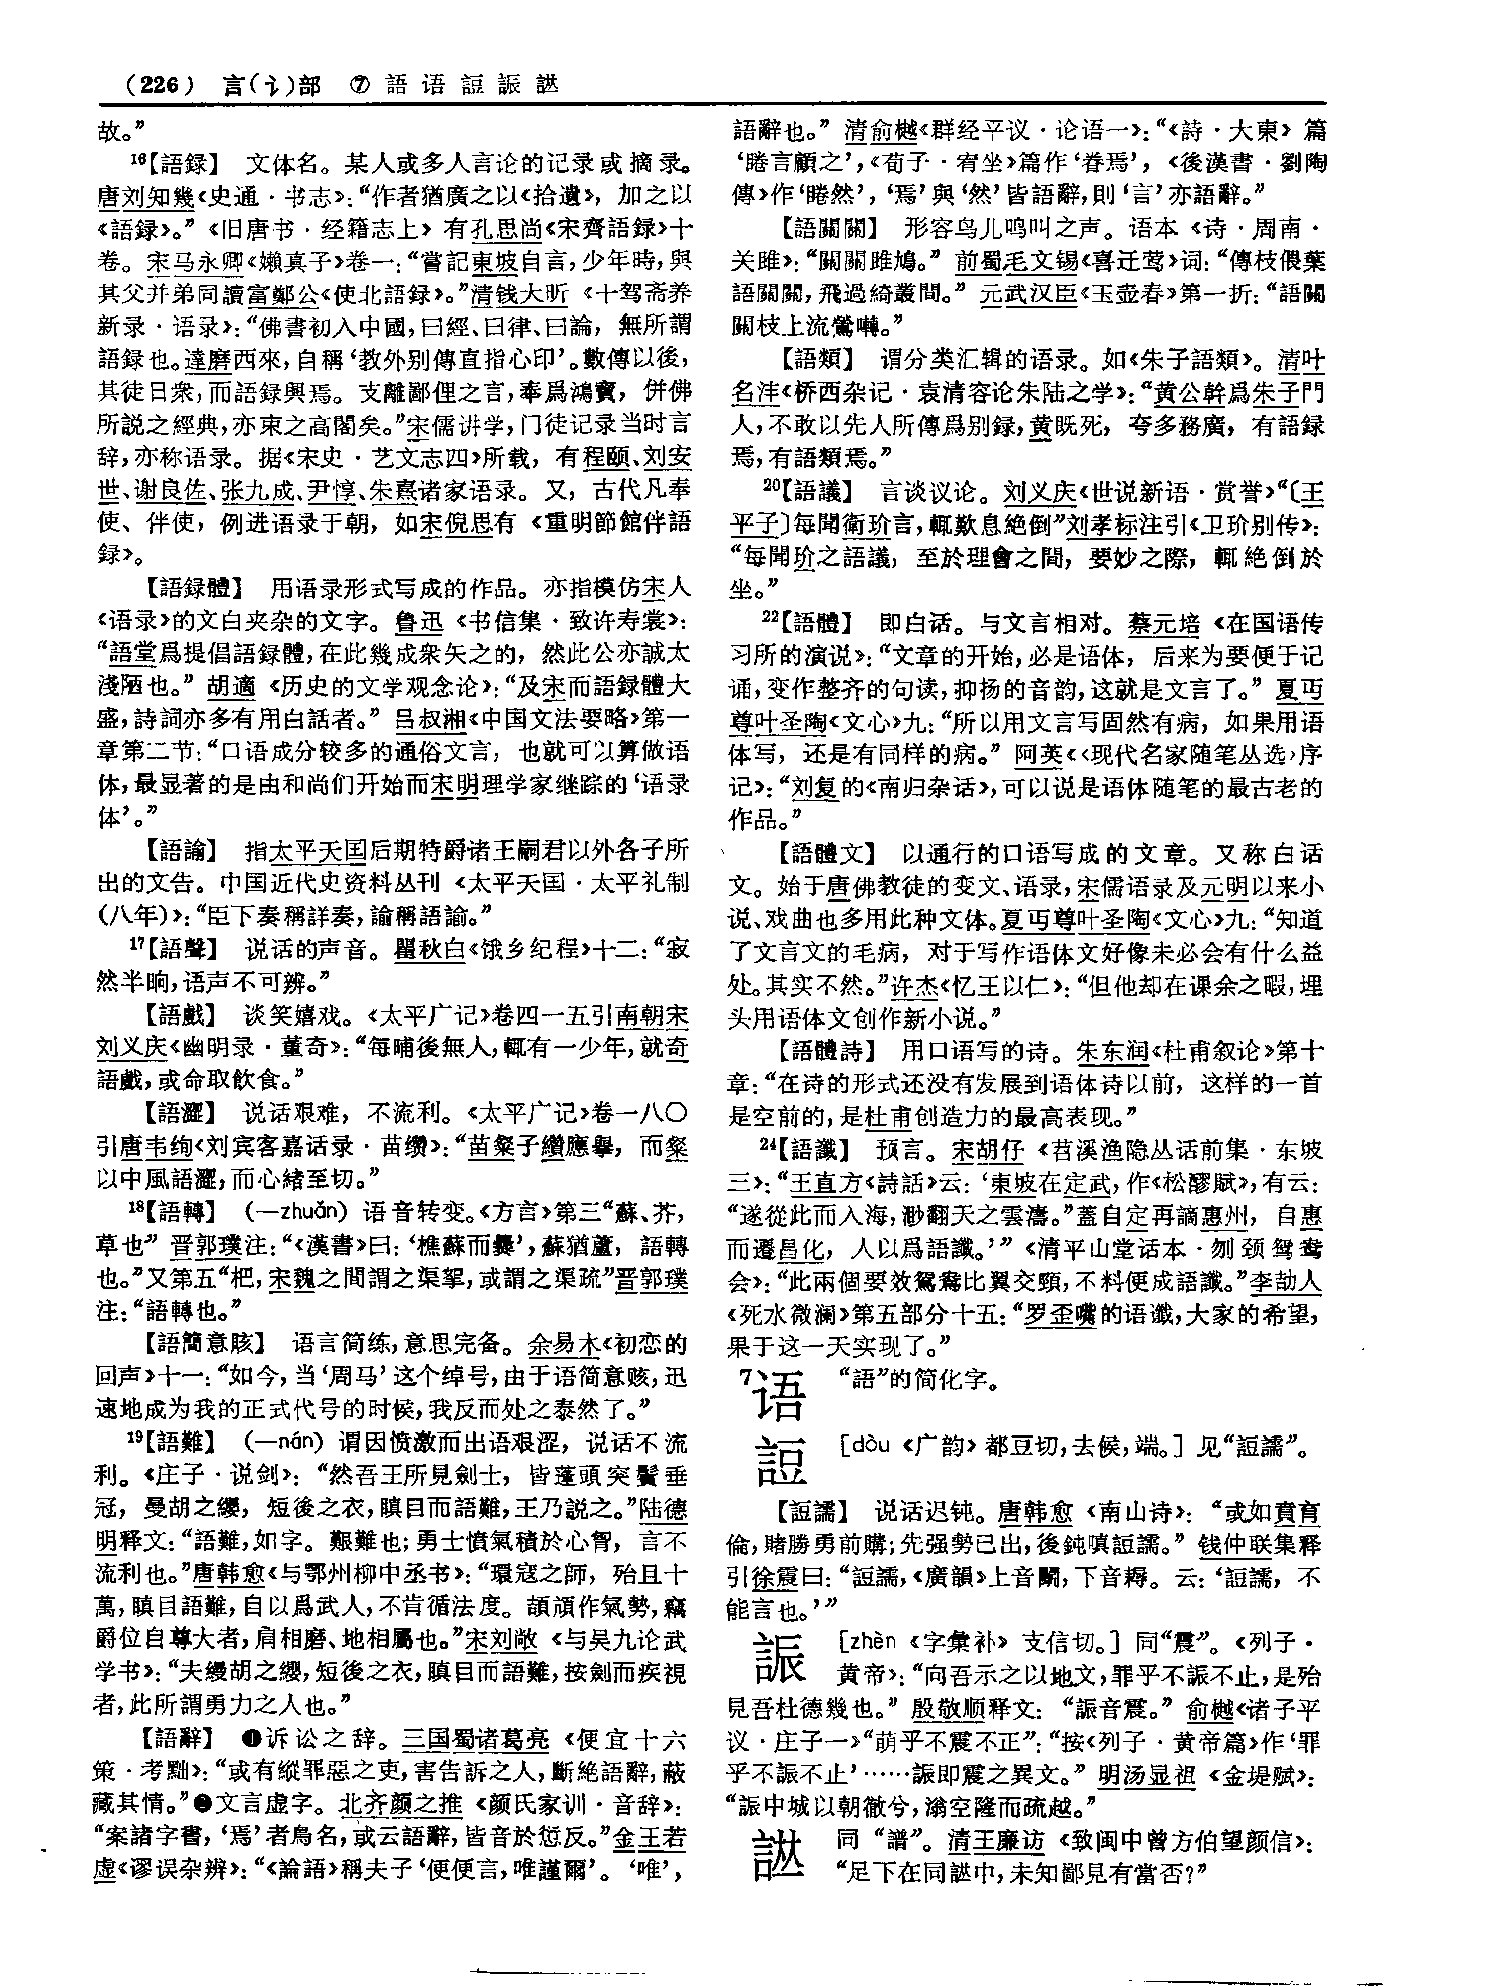 (226) 言(讠)部 ⑦ 語 语 䛠 誫 𧧽
故。”
¹⁶【語録】 文体名。某人或多人言论的记录或摘录。
唐刘知幾《史通·书志》：“作者猶廣之以《拾遺》，加之以
《語録》。”《旧唐书·经籍志上》有孔思尚《宋齊語録》十
卷。宋马永卿《嬾真子》卷一：“嘗記東坡自言，少年時，與
其父并弟同讀富鄭公《使北語録》。”清钱大昕《十驾斋养
新录·语录》：“佛書初入中國，曰經、曰律、曰論，無所謂
語録也。達磨西來，自稱‘教外别傳直指心印’。數傳以後，
其徒日衆，而語録興焉。支離鄙俚之言，奉爲鴻寶，併佛
所説之經典，亦束之高閣矣。”宋儒讲学，门徒记录当时言
辞，亦称语录。据《宋史·艺文志四》所载，有程颐、刘安
世、谢良佐、张九成、尹惇、朱熹诸家语录。又，古代凡奉
使、伴使，例进语录于朝，如宋倪思有《重明節館伴語
録》。
【語録體】 用语录形式写成的作品。亦指模仿宋人
《语录》的文白夹杂的文字。鲁迅《书信集·致许寿裳》：
“語堂爲提倡語録體，在此幾成衆矢之的，然此公亦誠太
淺陋也。”胡適《历史的文学观念论》：“及宋而語録體大
盛，詩詞亦多有用白話者。”吕叔湘《中国文法要略》第一
章第二节：“口语成分较多的通俗文言，也就可以算做语
体，最显著的是由和尚们开始而宋明理学家继踪的‘语录
体’。”
【語諭】 指太平天囯后期特爵诸王嗣君以外各子所
出的文告。中国近代史资料丛刊《太平天国·太平礼制
(八年)》：“臣下奏稱詳奏，諭稱語諭。”
¹⁷【語聲】 说话的声音。瞿秋白《饿乡纪程》十二：“寂
然半晌，语声不可辨。”
【語戲】 谈笑嬉戏。《太平广记》卷四一五引南朝宋
刘义庆《幽明录·董奇》：“每晡後無人，輒有一少年，就奇
語戲，或命取飲食。”
【語澀】 说话艰难，不流利。《太平广记》卷一八〇
引唐韦绚《刘宾客嘉话录·苗缵》：“苗粲子纘應舉，而粲
以中風語澀，而心緒至切。”
¹⁸【語轉】 (—zhuǎn) 语音转变。《方言》第三“蘇、芥，
草也”晋郭璞注：“《漢書》曰：‘樵蘇而爨’，蘇猶蘆，語轉
也。”又第五“杷，宋魏之間謂之渠挐，或謂之渠疏”晋郭璞
注：“語轉也。”
【語簡意賅】 语言简练，意思完备。余易木《初恋的
回声》十一：“如今，当‘周马’这个绰号，由于语简意赅，迅
速地成为我的正式代号的时候，我反而处之泰然了。”
¹⁹【語難】 (—nán) 谓因愤激而出语艰涩，说话不流
利。《庄子·说剑》：“然吾王所見劍士，皆蓬頭突鬢垂
冠，曼胡之纓，短後之衣，瞋目而語難，王乃説之。”陆德
明释文：“語難，如字。艱難也；勇士憤氣積於心胷，言不
流利也。”唐韩愈《与鄂州柳中丞书》：“環寇之師，殆且十
萬，瞋目語難，自以爲武人，不肯循法度。頡頏作氣勢，竊
爵位自尊大者，肩相磨、地相屬也。”宋刘敞《与吴九论武
学书》：“夫縵胡之纓，短後之衣，瞋目而語難，按劍而疾視
者，此所謂勇力之人也。”
【語辭】 ❶诉讼之辞。三国蜀诸葛亮《便宜十六
策·考黜》：“或有縱罪惡之吏，害告訴之人，斷絶語辭，蔽
藏其情。”❷文言虚字。北齐颜之推《颜氏家训·音辞》：
“案諸字書，‘焉’者鳥名，或云語辭，皆音於愆反。”金王若
虚《谬误杂辨》：“《論語》稱夫子‘便便言，唯謹爾’。‘唯’，
語辭也。”清俞樾《群经平议·论语一》：“《詩·大東》篇
‘睠言顧之’，《荀子·宥坐》篇作‘眷焉’，《後漢書·劉陶
傳》作‘睠然’，‘焉’與‘然’皆語辭，則‘言’亦語辭。”
【語關關】 形容鸟儿鸣叫之声。语本《诗·周南·
关雎》：“關關雎鳩。”前蜀毛文锡《喜迁莺》词：“傳枝偎葉
語關關，飛過綺叢間。”元武汉臣《玉壶春》第一折：“語關
關枝上流鶯囀。”
【語類】 谓分类汇辑的语录。如《朱子語類》。清叶
名沣《桥西杂记·袁清容论朱陆之学》：“黄公幹爲朱子門
人，不敢以先人所傳爲别録，黄既死，夸多務廣，有語録
焉，有語類焉。”
²⁰【語議】 言谈议论。刘义庆《世说新语·赏誉》“〔王
平子〕每聞衛玠言，輒歎息絶倒”刘孝标注引《卫玠别传》：
“每聞玠之語議，至於理會之間，要妙之際，輒絶倒於
坐。”
²²【語體】 即白话。与文言相对。蔡元培《在国语传
习所的演说》：“文章的开始，必是语体，后来为要便于记
诵，变作整齐的句读，抑扬的音韵，这就是文言了。”夏丏
尊叶圣陶《文心》九：“所以用文言写固然有病，如果用语
体写，还是有同样的病。”阿英《〈现代名家随笔丛选〉序
记》：“刘复的《南归杂话》，可以说是语体随笔的最古老的
作品。”
【語體文】 以通行的口语写成的文章。又称白话
文。始于唐佛教徒的变文、语录，宋儒语录及元明以来小
说、戏曲也多用此种文体。夏丏尊叶圣陶《文心》九：“知道
了文言文的毛病，对于写作语体文好像未必会有什么益
处。其实不然。”许杰《忆王以仁》：“但他却在课余之暇，埋
头用语体文创作新小说。”
【語體詩】 用口语写的诗。朱东润《杜甫叙论》第十
章：“在诗的形式还没有发展到语体诗以前，这样的一首
是空前的，是杜甫创造力的最高表现。”
²⁴【語讖】 预言。宋胡仔《苕溪渔隐丛话前集·东坡
三》：“王直方《詩話》云：‘東坡在定武，作《松醪賦》，有云：
“遂從此而入海，渺翻天之雲濤。”蓋自定再謫惠州，自惠
而遷昌化，人以爲語讖。’”《清平山堂话本·刎颈鸳鸯
会》：“此兩個要效鴛鴦比翼交頸，不料便成語讖。”李劼人
《死水微澜》第五部分十五：“罗歪嘴的语谶，大家的希望，
果于这一天实现了。”
⁷语 “語”的简化字。
䛠 [dòu《广韵》都豆切，去候，端。] 见“䛠譳”。
【䛠譳】 说话迟钝。唐韩愈《南山诗》：“或如賁育
倫，賭勝勇前購；先强勢已出，後鈍嗔䛠譳。”钱仲联集释
引徐震曰：“䛠譳，《廣韻》上音鬭，下音耨。云：‘䛠譳，不
能言也。’”
誫 [zhèn《字彙补》支信切。] 同“震”。《列子·
黄帝》：“向吾示之以地文，罪乎不誫不止，是殆
見吾杜德幾也。”殷敬顺释文：“誫音震。”俞樾《诸子平
议·庄子一》“萌乎不震不正”：“按《列子·黄帝篇》作‘罪
乎不誫不止’……誫即震之異文。”明汤显祖《金堤赋》：
“誫中城以朝徹兮，滃空隆而疏越。”
𧧽 同“譜”。清王廉访《致闽中曾方伯望颜信》：
“足下在同𧧽中，未知鄙見有當否？”